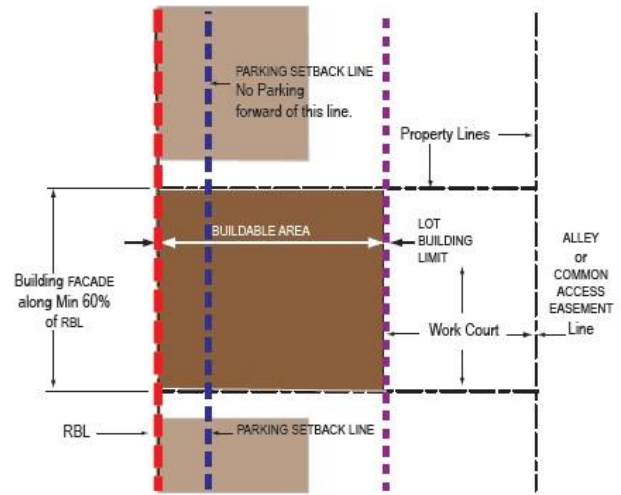 PARKING SETBACK LINE
No Parking
forward of this line.
Property Lines
BUILDABLE AREA
LOT
BUILDING
LIMIT
ALLEY
or
COMMON
ACCESS
EASEMENT
Line
Building FACADE
along Min 60%
of RBL
Work Court
RBL
PARKING SETBACK LINE